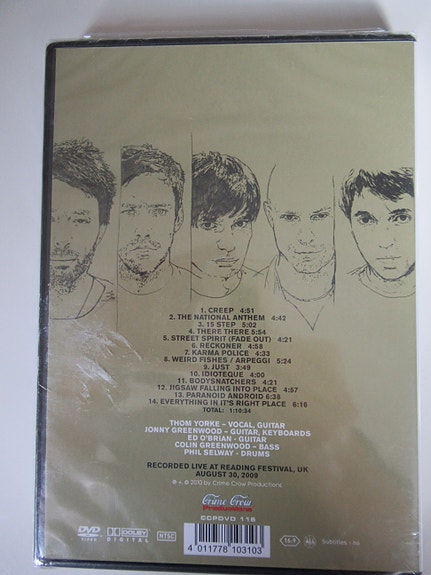 1. CREEP 4:51
2. THE NATIONAL ANTHEM 4:42
3. 15 STEP 5:02
4. THERE THERE 5:54
5. STREET SPIRIT (FADE OUT) 4:21
6. RECKONER 4:58
7. KARMA POLICE 4:33
8. WEIRD FISHES / ARPEGGI 5:24
9. JUST 3:49
10. IDIOTEQUE 4:00
11. BODYSNATCHERS 4:21
12. JIGSAW FALLING INTO PLACE 4:57
13. PARANOID ANDROID 6:38
14. EVERYTHING IN IT'S RIGHT PLACE 6:16
TOTAL: 1:10:34
THOM YORKE – VOCAL, GUITAR
JONNY GREENWOOD – GUITAR, KEYBOARDS
ED O'BRIAN - GUITAR
COLIN GREENWOOD – BASS
PHIL SELWAY - DRUMS
RECORDED LIVE AT READING FESTIVAL, UK
AUGUST 30, 2009
℗ + © 2010 by Crime Crow Productions
Crime Crow
Productions
CCPDVD 116
DVD VIDEO
DOLBY DIGITAL
NTSC
4 011778 103103
16:9
ALL
Subtitles - no